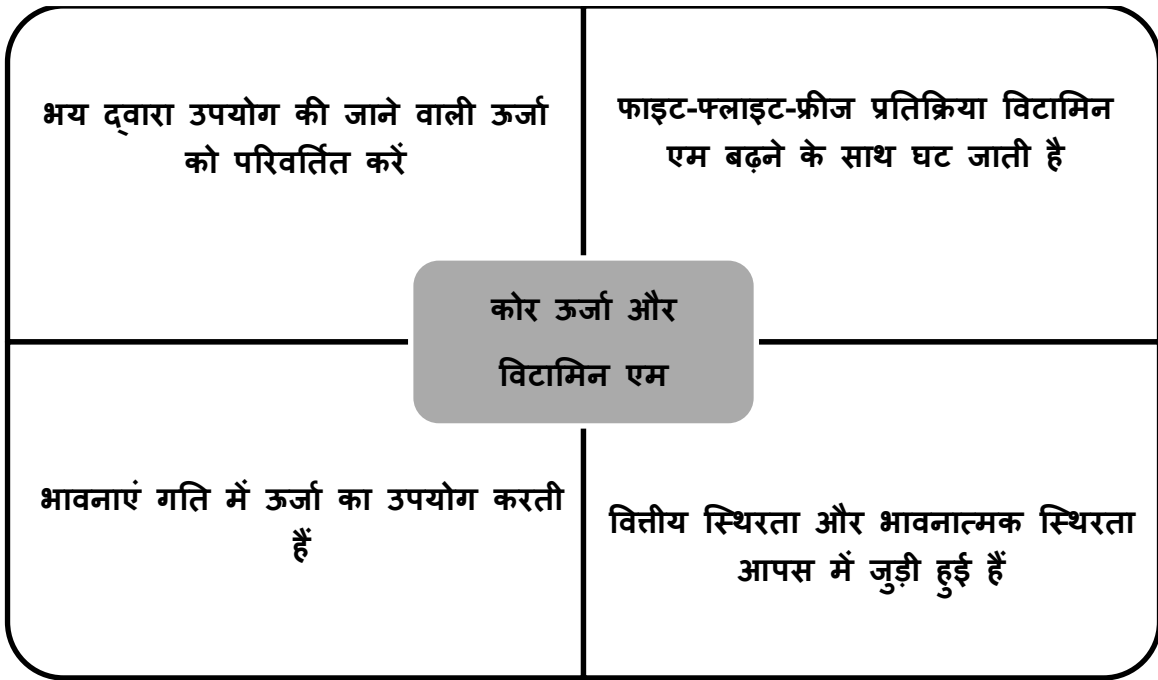 भय द्वारा उपयोग की जाने वाली ऊर्जा
को परिवर्तित करें
फाइट-फ्लाइट-फ्रीज प्रतिक्रिया विटामिन
एम बढ़ने के साथ घट जाती है
कोर ऊर्जा और
विटामिन एम
भावनाएं गति में ऊर्जा का उपयोग करती
हैं
वित्तीय स्थिरता और भावनात्मक स्थिरता
आपस में जुड़ी हुई हैं